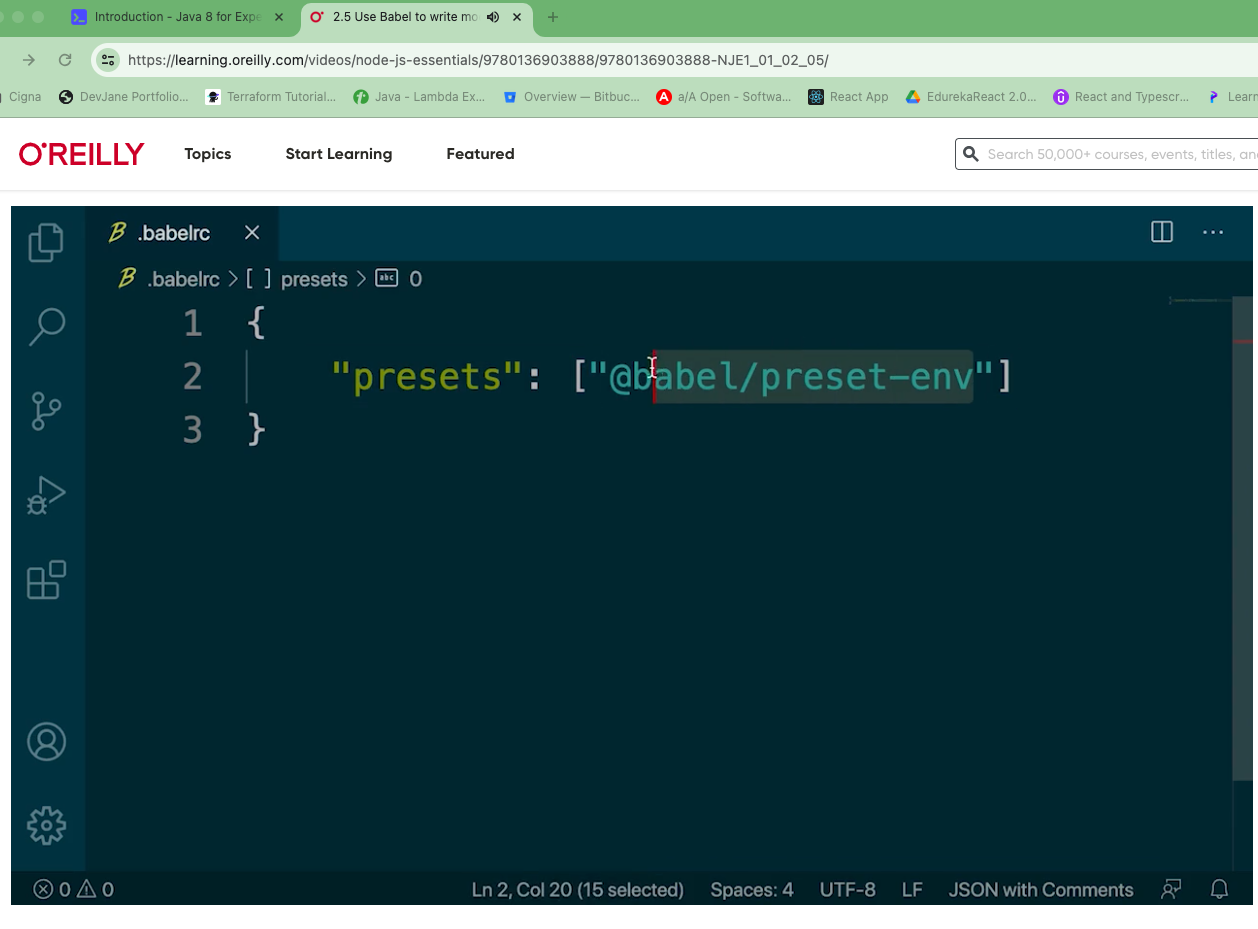 Introduction - Java 8 for Expe
2.5 Use Babel to write mo
https://learning.oreilly.com/videos/node-js-essentials/9780136903888/9780136903888-NJE1_01_02_05/
Cigna DevJane Portfolio... Terraform Tutorial... Java - Lambda Ex... Overview — Bitbuc... a/A Open - Softwa... React App EdurekaReact 2.0... React and Typescr... Learn
O'REILLY Topics Start Learning Featured Search 50,000+ courses, events, titles, and
.babelrc
.babelrc > [ ] presets > abc 0
1 {
2 "presets": ["@babel/preset-env"]
3 }
0 0 Ln 2, Col 20 (15 selected) Spaces: 4 UTF-8 LF JSON with Comments